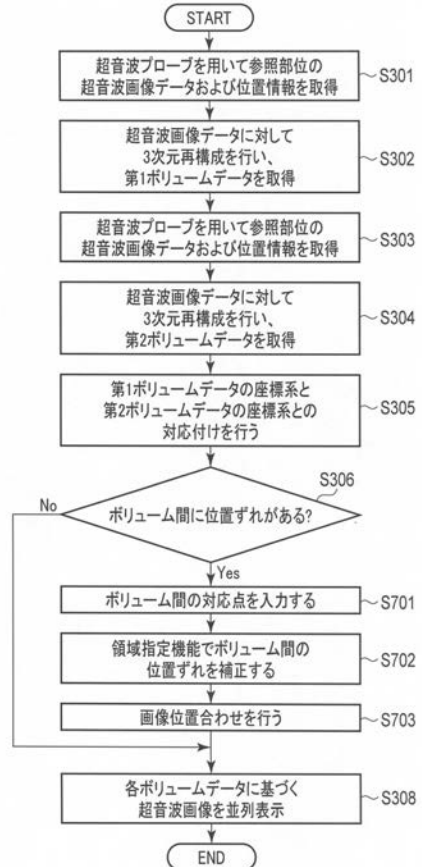 START
超音波プローブを用いて参照部位の
超音波画像データおよび位置情報を取得
S301
超音波画像データに対して
3次元再構成を行い、
第1ボリュームデータを取得
S302
超音波プローブを用いて参照部位の
超音波画像データおよび位置情報を取得
S303
超音波画像データに対して
3次元再構成を行い、
第2ボリュームデータを取得
S304
第1ボリュームデータの座標系と
第2ボリュームデータの座標系との
対応付けを行う
S305
S306
ボリューム間に位置ずれがある?
No
Yes
ボリューム間の対応点を入力する
S701
領域指定機能でボリューム間の
位置ずれを補正する
S702
画像位置合わせを行う
S703
各ボリュームデータに基づく
超音波画像を並列表示
S308
END